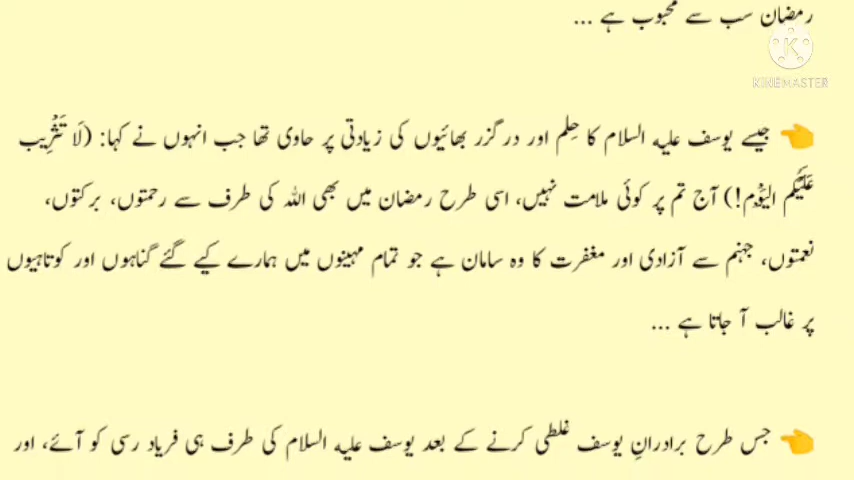 رمضان سب سے محبوب ہے ...
KINEMASTER
👈 جیسے یوسف علیہ السلام کا حِلم اور درگزر بھائیوں کی زیادتی پر حاوی تھا جب انہوں نے کہا: (لَا تَثْرِيب
عَلَيْكُم اليَوْم!) آج تم پر کوئی ملامت نہیں، اسی طرح رمضان میں بھی اللہ کی طرف سے رحمتوں، برکتوں،
نعمتوں، جہنم سے آزادی اور مغفرت کا وہ سامان ہے جو تمام مہینوں میں ہمارے کیے گئے گناہوں اور کوتاہیوں
پر غالب آ جاتا ہے ...
👈 جس طرح برادرانِ یوسف غلطی کرنے کے بعد یوسف علیہ السلام کی طرف ہی فریاد رسی کو آئے، اور